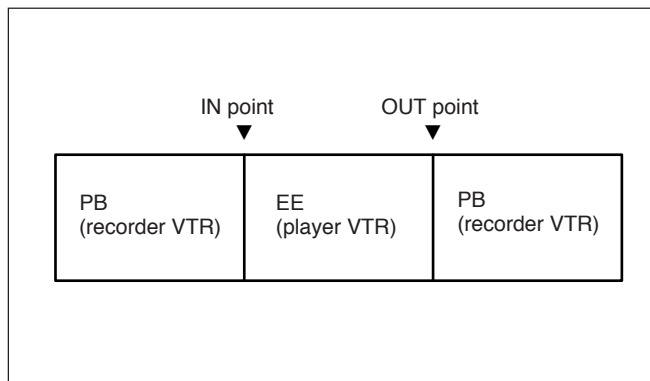 IN point
OUT point
PB
(recorder VTR)
EE
(player VTR)
PB
(recorder VTR)